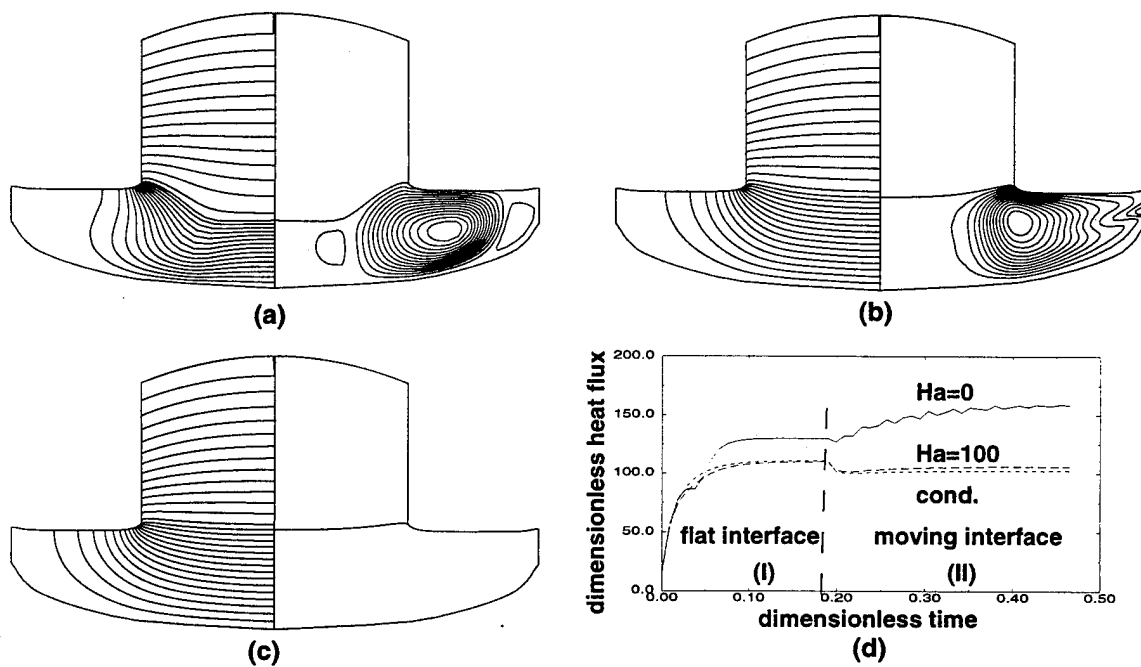 (a)
(b)
(c)
dimensionless heat flux
200.0
150.0
100.0
50.0
0.0
Ha=0
Ha=100
cond.
flat interface
moving interface
(I)
(II)
0.00
0.10
0.20
0.30
0.40
0.50
dimensionless time
(d)